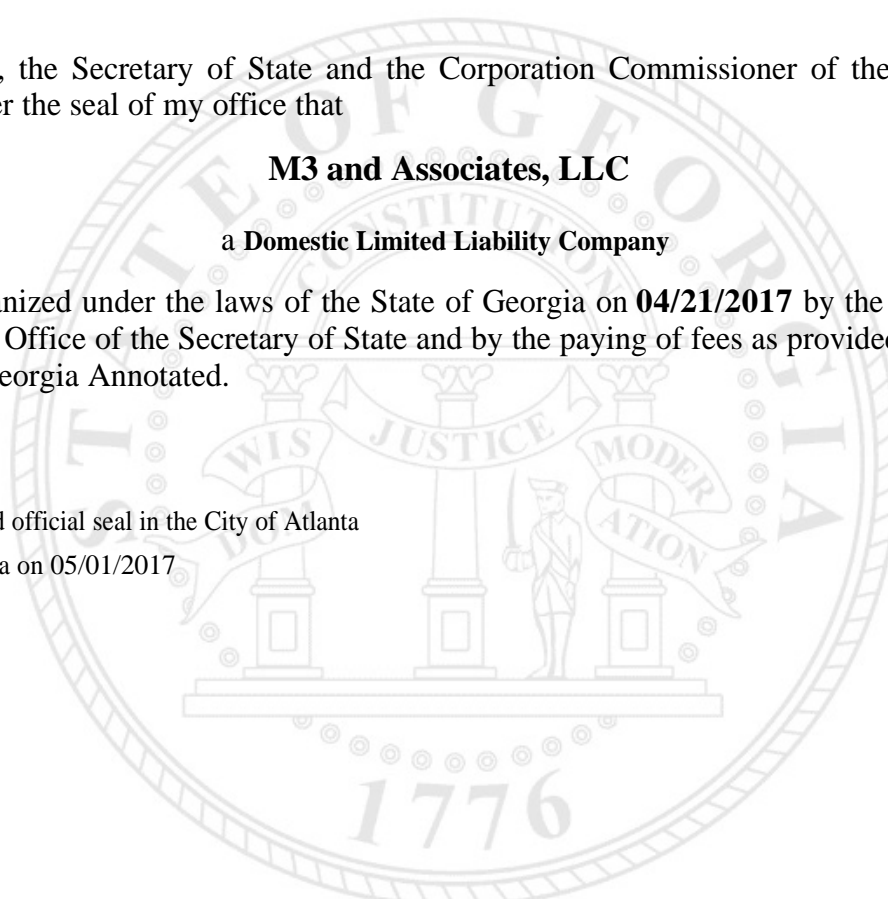 , the Secretary of State and the Corporation Commissioner of the
er the seal of my office that
M3 and Associates, LLC
a Domestic Limited Liability Company
anized under the laws of the State of Georgia on 04/21/2017 by the
Office of the Secretary of State and by the paying of fees as provided
eorgia Annotated.
d official seal in the City of Atlanta
a on 05/01/2017
STATE OF GEORGIA
CONSTITUTION
WISDOM
JUSTICE
MODERATION
1776